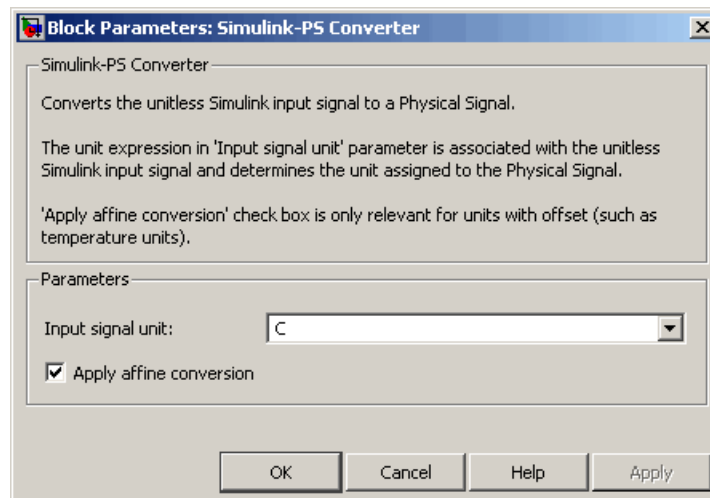 Block Parameters: Simulink-PS Converter
Simulink-PS Converter
Converts the unitless Simulink input signal to a Physical Signal.
The unit expression in 'Input signal unit' parameter is associated with the unitless
Simulink input signal and determines the unit assigned to the Physical Signal.
'Apply affine conversion' check box is only relevant for units with offset (such as
temperature units).
Parameters
Input signal unit: C
Apply affine conversion
OK Cancel Help Apply